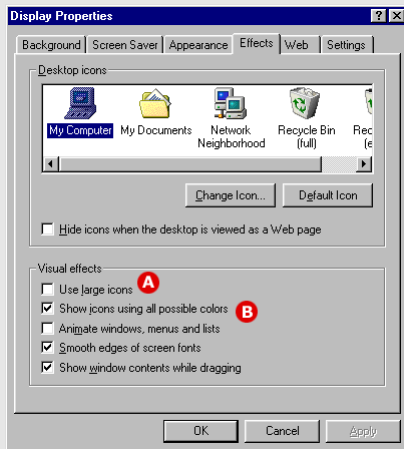 Display Properties
Background Screen Saver Appearance Effects Web Settings
Desktop icons
My Computer My Documents Network Neighborhood Recycle Bin (full) Rec (e
Change Icon... Default Icon
Hide icons when the desktop is viewed as a Web page
Visual effects
Use large icons A
Show icons using all possible colors B
Animate windows, menus and lists
Smooth edges of screen fonts
Show window contents while dragging
OK Cancel Apply